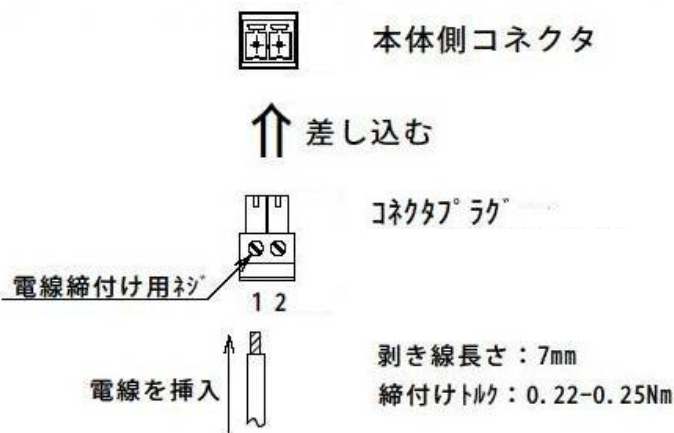 本体側コネクタ
差し込む
ｺﾈｸﾀﾌﾟﾗｸﾞ
電線締付け用ﾈｼﾞ
1 2
電線を挿入
剥き線長さ：7mm
締付けﾄﾙｸ：0.22-0.25Nm